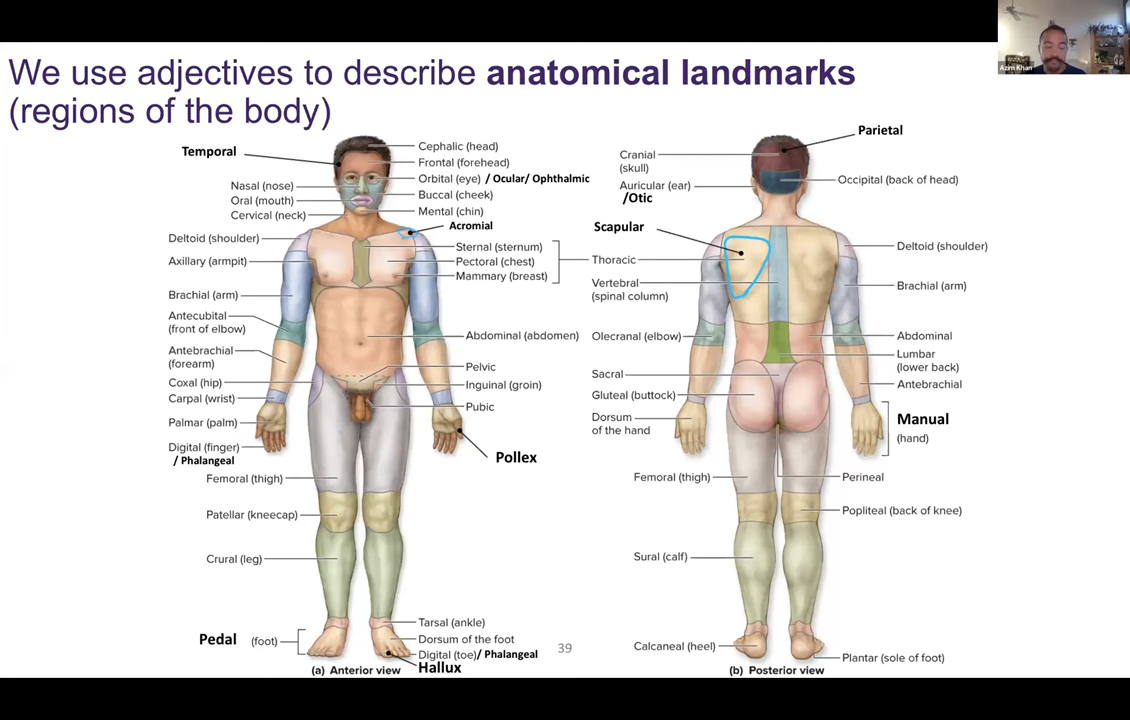 Azim Khan
We use adjectives to describe anatomical landmarks
(regions of the body)
Temporal
Nasal (nose)
Oral (mouth)
Cervical (neck)
Deltoid (shoulder)
Axillary (armpit)
Brachial (arm)
Antecubital
(front of elbow)
Antebrachial
(forearm)
Coxal (hip)
Carpal (wrist)
Palmar (palm)
Digital (finger)
/ Phalangeal
Femoral (thigh)
Patellar (kneecap)
Crural (leg)
Pedal (foot)
Cephalic (head)
Frontal (forehead)
Orbital (eye) / Ocular/ Ophthalmic
Buccal (cheek)
Mental (chin)
Acromial
Sternal (sternum)
Pectoral (chest)
Mammary (breast)
Abdominal (abdomen)
Pelvic
Inguinal (groin)
Pubic
Pollex
Tarsal (ankle)
Dorsum of the foot
Digital (toe)/ Phalangeal
Hallux
(a) Anterior view
39
Parietal
Cranial
(skull)
Auricular (ear)
/Otic
Scapular
Thoracic
Vertebral
(spinal column)
Olecranal (elbow)
Sacral
Gluteal (buttock)
Dorsum
of the hand
Femoral (thigh)
Sural (calf)
Calcaneal (heel)
Occipital (back of head)
Deltoid (shoulder)
Brachial (arm)
Abdominal
Lumbar
(lower back)
Antebrachial
Manual
(hand)
Perineal
Popliteal (back of knee)
Plantar (sole of foot)
(b) Posterior view